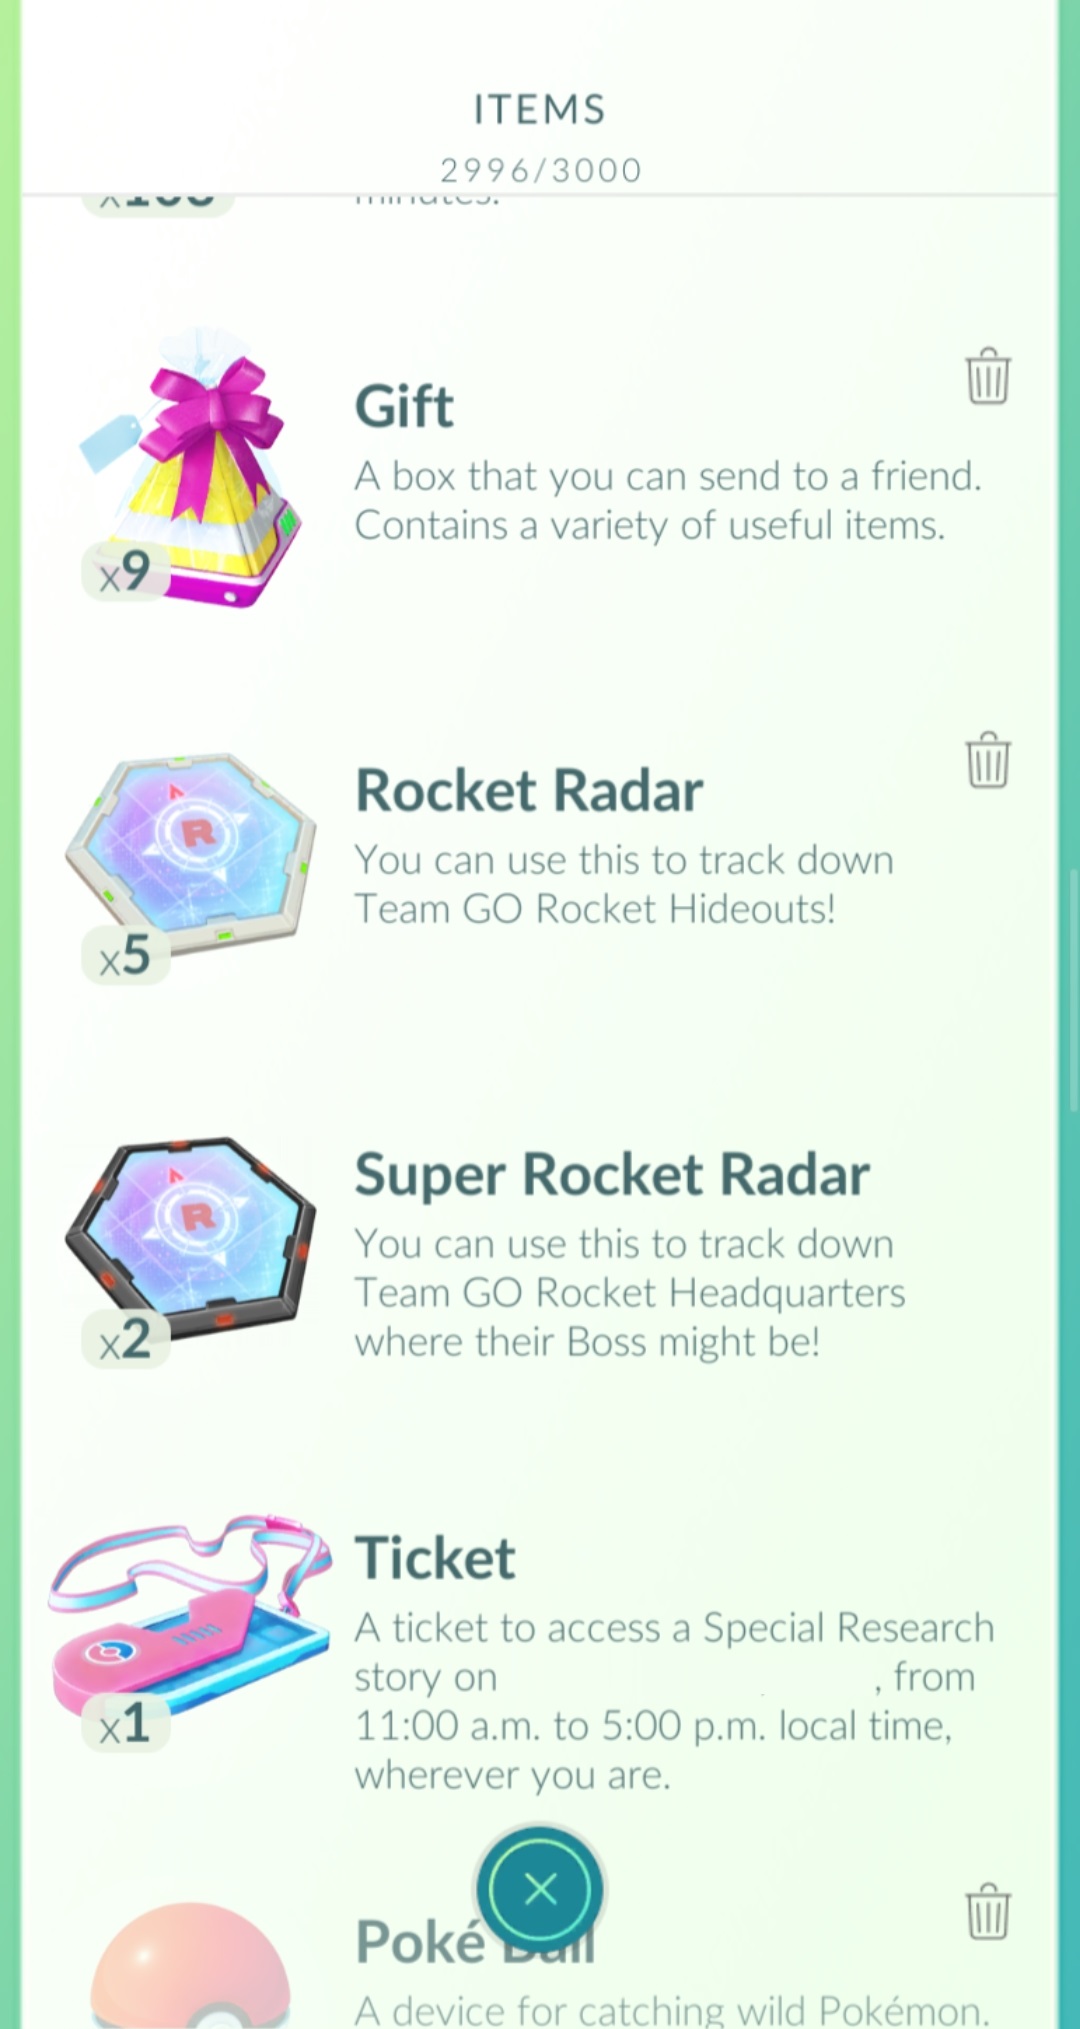 ITEMS
2996/3000
minutes.
Gift
A box that you can send to a friend.
Contains a variety of useful items.
x9
Rocket Radar
You can use this to track down
Team GO Rocket Hideouts!
x5
Super Rocket Radar
You can use this to track down
Team GO Rocket Headquarters
where their Boss might be!
x2
Ticket
A ticket to access a Special Research
story on , from
11:00 a.m. to 5:00 p.m. local time,
wherever you are.
x1
Poké Ball
A device for catching wild Pokémon.